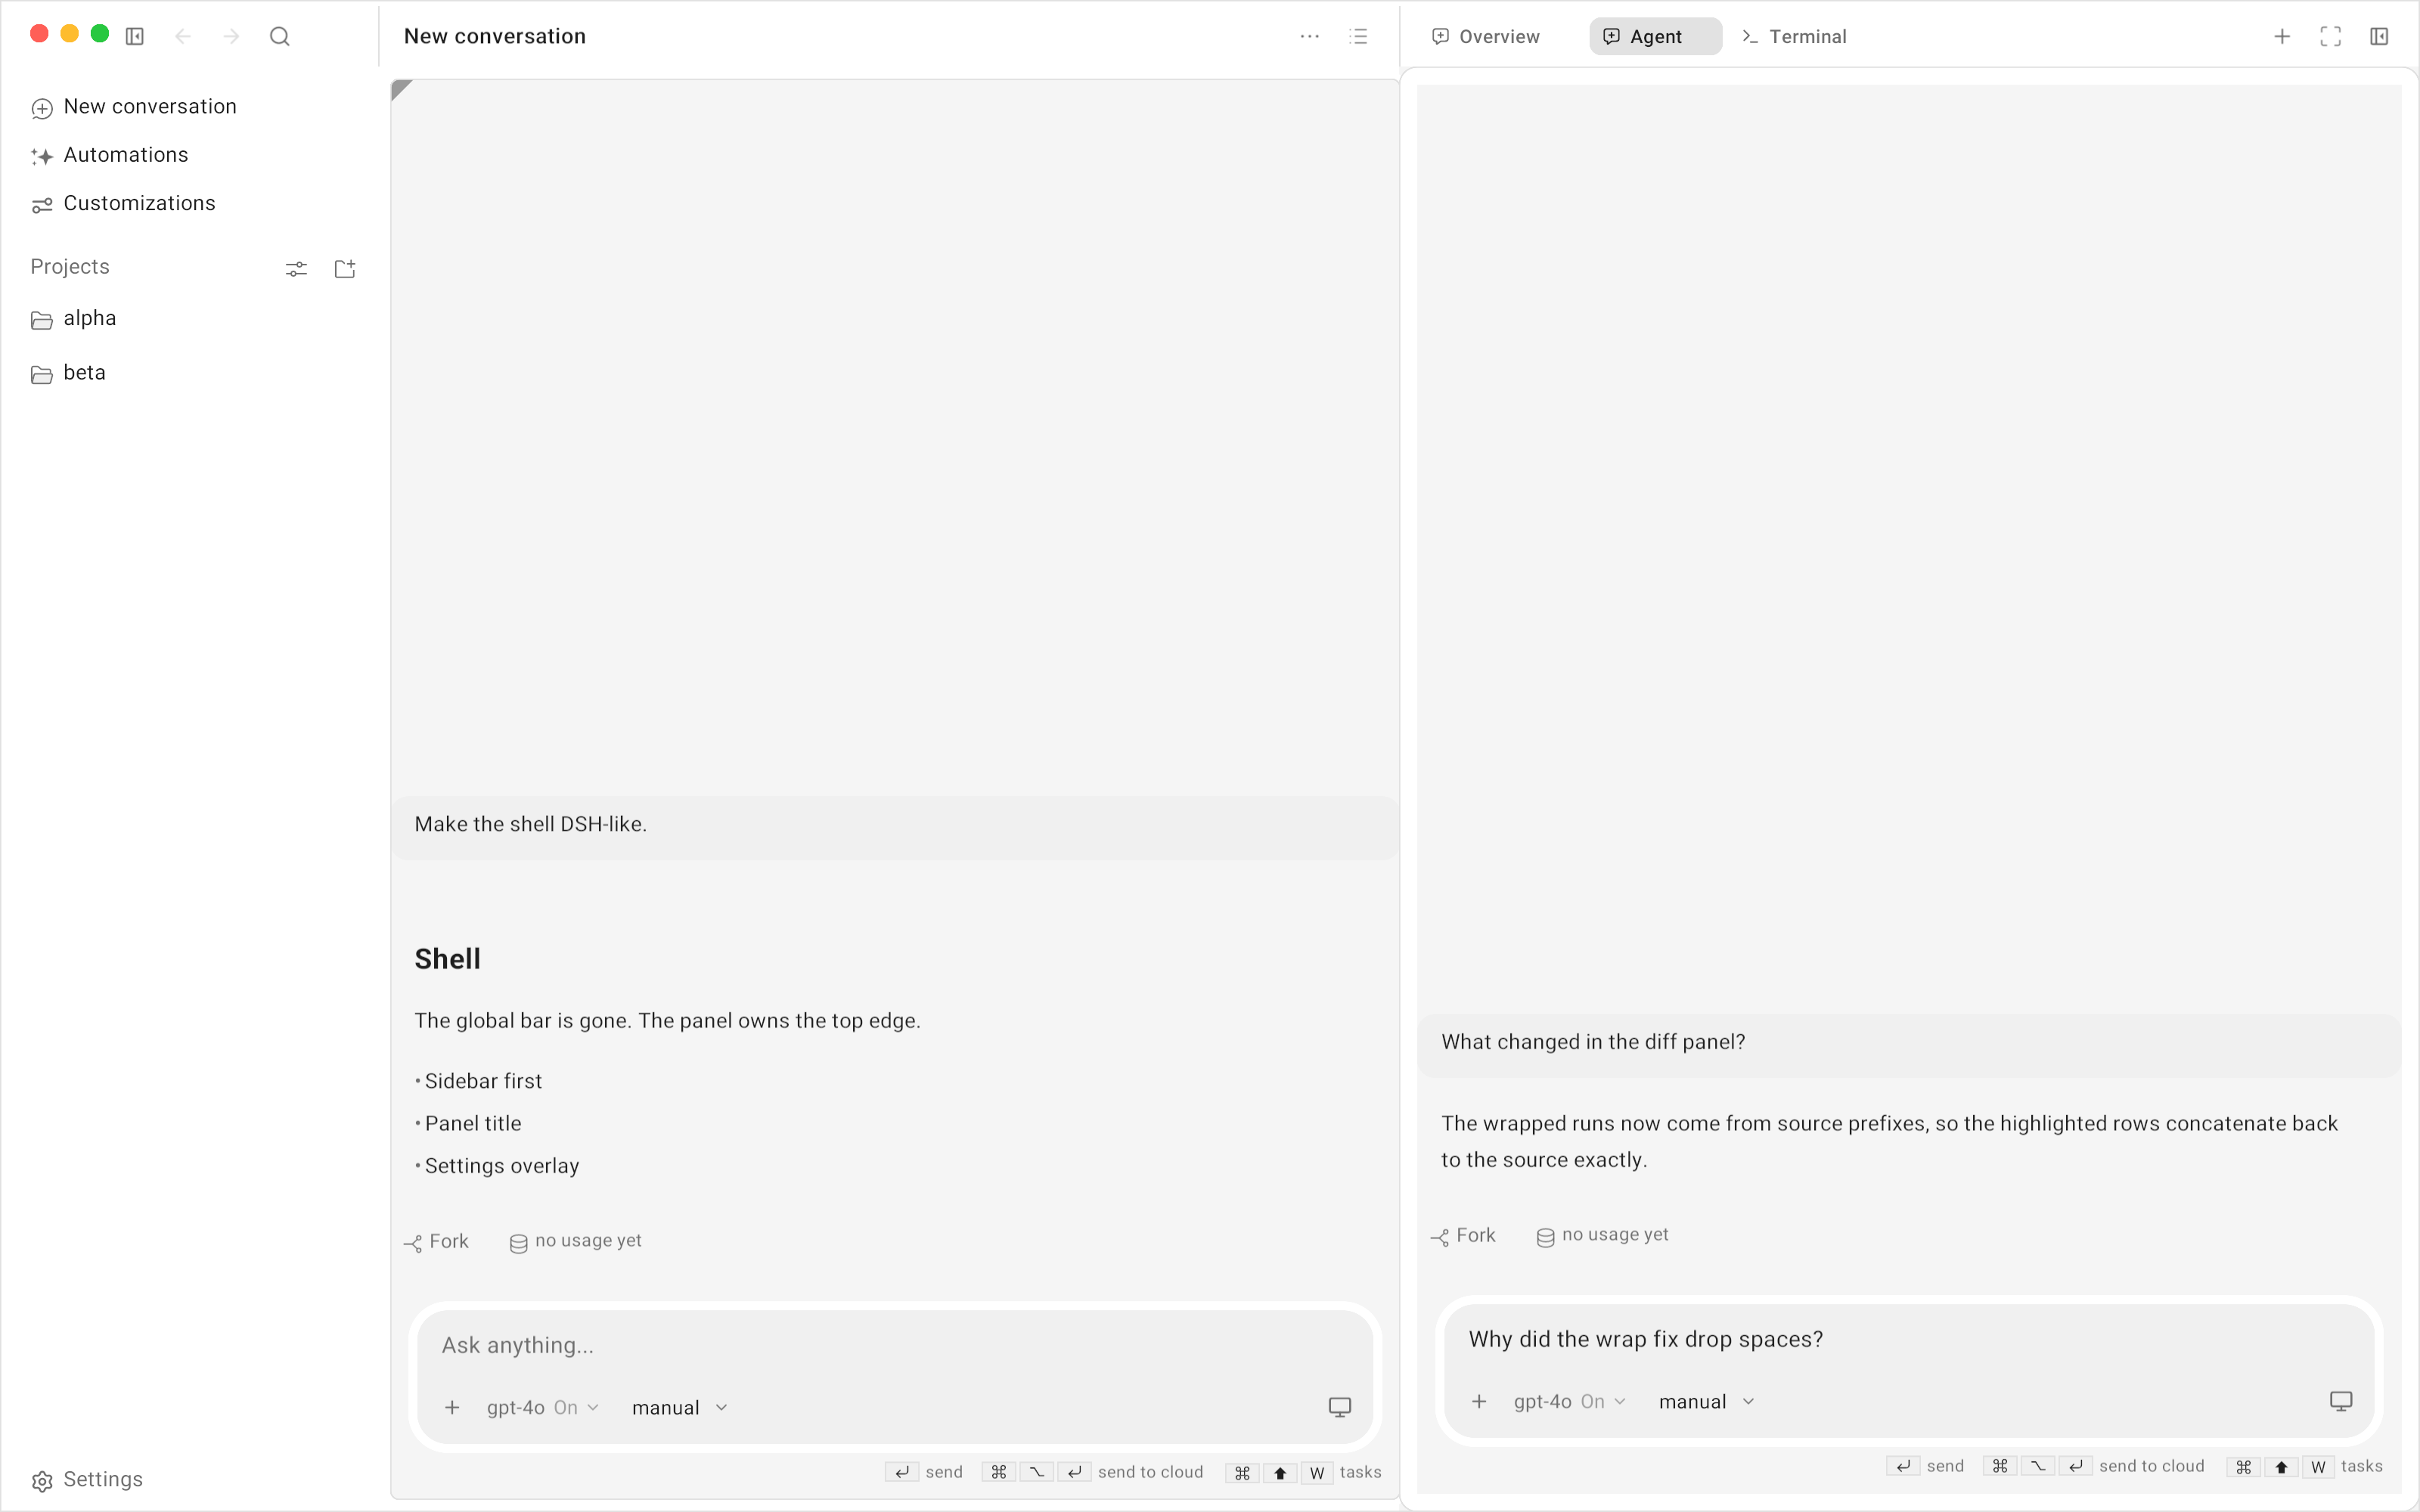 New conversation
Automations
Customizations
Projects
alpha
beta
Settings
New conversation
Make the shell DSH-like.
Shell
The global bar is gone. The panel owns the top edge.
• Sidebar first
• Panel title
• Settings overlay
Fork no usage yet
Ask anything...
gpt-4o On manual
send ⌘ ⌥ send to cloud ⌘ W tasks
Overview Agent Terminal
What changed in the diff panel?
The wrapped runs now come from source prefixes, so the highlighted rows concatenate back
to the source exactly.
Fork no usage yet
Why did the wrap fix drop spaces?
gpt-4o On manual
send ⌘ ⌥ send to cloud ⌘ W tasks